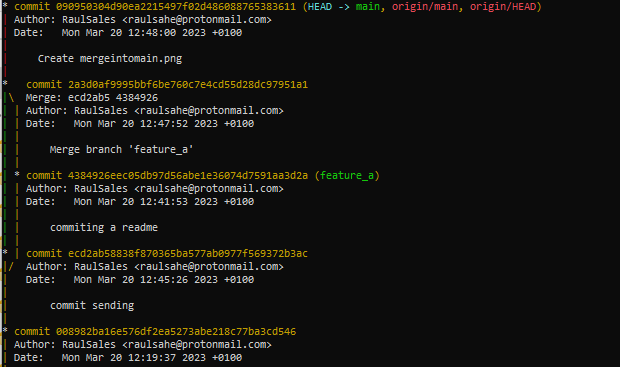 * commit 090950304d90ea2215497f02d486088765383611 (HEAD -> main, origin/main, origin/HEAD)
| Author: RaulSales <raulsahe@protonmail.com>
| Date:   Mon Mar 20 12:48:00 2023 +0100
|
|     Create mergeintomain.png
|
*   commit 2a3d0af9995bbf6be760c7e4cd55d28dc97951a1
|\  Merge: ecd2ab5 4384926
| | Author: RaulSales <raulsahe@protonmail.com>
| | Date:   Mon Mar 20 12:47:52 2023 +0100
| |
| |     Merge branch 'feature_a'
| |
| * commit 4384926eec05db97d56abe1e36074d7591aa3d2a (feature_a)
| | Author: RaulSales <raulsahe@protonmail.com>
| | Date:   Mon Mar 20 12:41:53 2023 +0100
| |
| |     commiting a readme
| |
* | commit ecd2ab58838f870365ba577ab0977f569372b3ac
|/  Author: RaulSales <raulsahe@protonmail.com>
|   Date:   Mon Mar 20 12:45:26 2023 +0100
|
|       commit sending
|
* commit 008982ba16e576df2ea5273abe218c77ba3cd546
| Author: RaulSales <raulsahe@protonmail.com>
| Date:   Mon Mar 20 12:19:37 2023 +0100